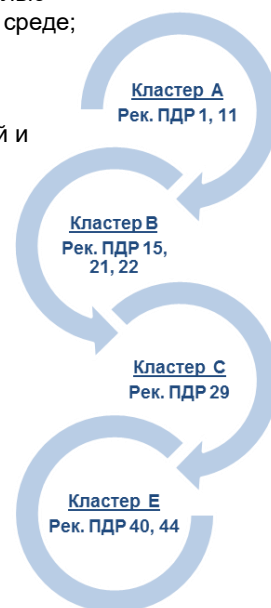 среде;
й и
Кластер А
Рек. ПДР 1, 11
Кластер В
Рек. ПДР 15,
21, 22
Кластер С
Рек. ПДР 29
Кластер Е
Рек. ПДР 40, 44